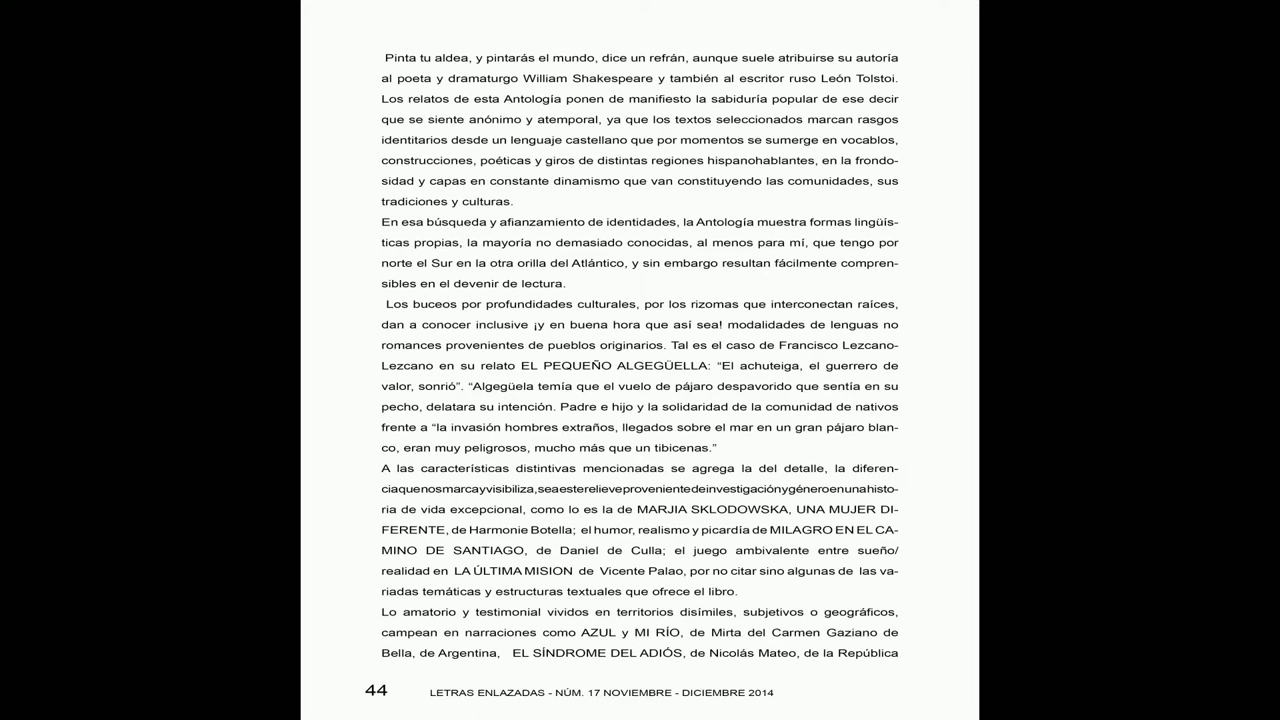 Pinta tu aldea, y pintarás el mundo, dice un refrán, aunque suele atribuirse su autoría
al poeta y dramaturgo William Shakespeare y también al escritor ruso León Tolstoi.
Los relatos de esta Antología ponen de manifiesto la sabiduría popular de ese decir
que se siente anónimo y atemporal, ya que los textos seleccionados marcan rasgos
identitarios desde un lenguaje castellano que por momentos se sumerge en vocablos,
construcciones, poéticas y giros de distintas regiones hispanohablantes, en la frondo-
sidad y capas en constante dinamismo que van constituyendo las comunidades, sus
tradiciones y culturas.
En esa búsqueda y afianzamiento de identidades, la Antología muestra formas lingüís-
ticas propias, la mayoría no demasiado conocidas, al menos para mí, que tengo por
norte el Sur en la otra orilla del Atlántico, y sin embargo resultan fácilmente compren-
sibles en el devenir de lectura.
Los buceos por profundidades culturales, por los rizomas que interconectan raíces,
dan a conocer inclusive ¡y en buena hora que así sea! modalidades de lenguas no
romances provenientes de pueblos originarios. Tal es el caso de Francisco Lezcano-
Lezcano en su relato EL PEQUEÑO ALGEGÜELLA: “El achuteiga, el guerrero de
valor, sonrió”. “Algegüela temía que el vuelo de pájaro despavorido que sentía en su
pecho, delatara su intención. Padre e hijo y la solidaridad de la comunidad de nativos
frente a “la invasión hombres extraños, llegados sobre el mar en un gran pájaro blan-
co, eran muy peligrosos, mucho más que un tibicenas.”
A las características distintivas mencionadas se agrega la del detalle, la diferen-
cia que nos marca y visibiliza, sea este relieve proveniente de investigación y género en una histo-
ria de vida excepcional, como lo es la de MARJIA SKLODOWSKA, UNA MUJER DI-
FERENTE, de Harmonie Botella; el humor, realismo y picardía de MILAGRO EN EL CA-
MINO DE SANTIAGO, de Daniel de Culla; el juego ambivalente entre sueño/
realidad en LA ÚLTIMA MISION de Vicente Palao, por no citar sino algunas de las va-
riadas temáticas y estructuras textuales que ofrece el libro.
Lo amatorio y testimonial vividos en territorios disímiles, subjetivos o geográficos,
campean en narraciones como AZUL y MI RÍO, de Mirta del Carmen Gaziano de
Bella, de Argentina, EL SÍNDROME DEL ADIÓS, de Nicolás Mateo, de la República
44 LETRAS ENLAZADAS - NÚM. 17 NOVIEMBRE - DICIEMBRE 2014